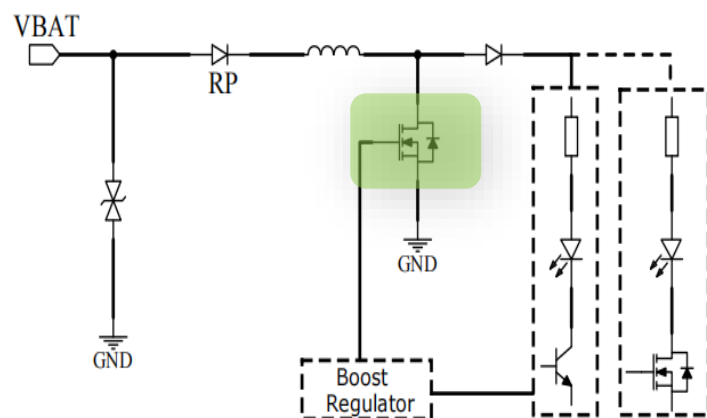 VBAT
RP
GND
GND
Boost
Regulator